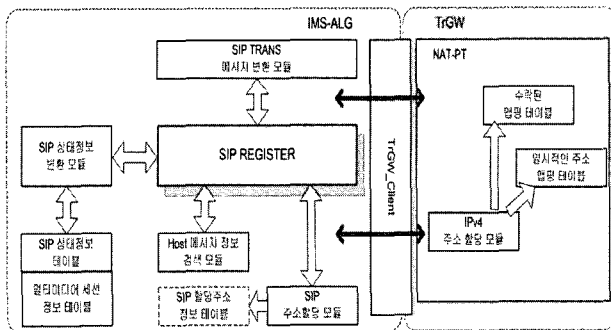 IMS-ALG
TrGW
SIP TRANS
메시지 변환 모듈
NAT-PT
수락된
맵핑 테이블
SIP 상태정보
변환 모듈
SIP REGISTER
TrGW_Client
일시적인 주소
맵핑 테이블
IPv4
주소 할당 모듈
SIP 상태정보
테이블
Host 메시지 정보
검색 모듈
멀티미디어 세션
정보 테이블
SIP 할당주소
정보 테이블
SIP
주소할당 모듈